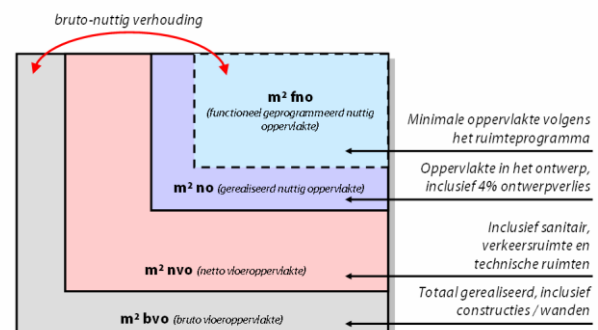 bruto-nuttig verhouding
m² fno
(functioneel geprogrammeerd nuttig
oppervlakte)
Minimale oppervlakte volgens
het ruimteprogramma
Oppervlakte in het ontwerp,
inclusief 4% ontwerpverlies
m² no (gerealiseerd nuttig oppervlakte)
Inclusief sanitair,
verkeersruimte en
technische ruimten
m² nvo (netto vloeroppervlakte)
Totaal gerealiseerd, inclusief
constructies / wanden
m² bvo (bruto vloeroppervlakte)